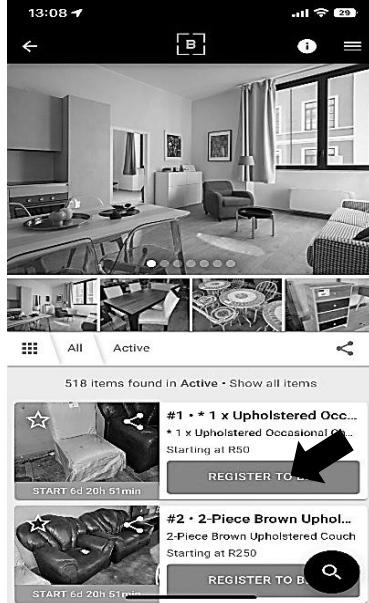 13:08
29
B
i
All Active
518 items found in Active • Show all items
#1 • * 1 x Upholstered Occ...
* 1 x Upholstered Occasional
Starting at R50
REGISTER TO
START 6d 20h 51min
#2 • 2-Piece Brown Uphol...
2-Piece Brown Upholstered Couch
Starting at R250
REGISTER TO
START 6d 20h 51min